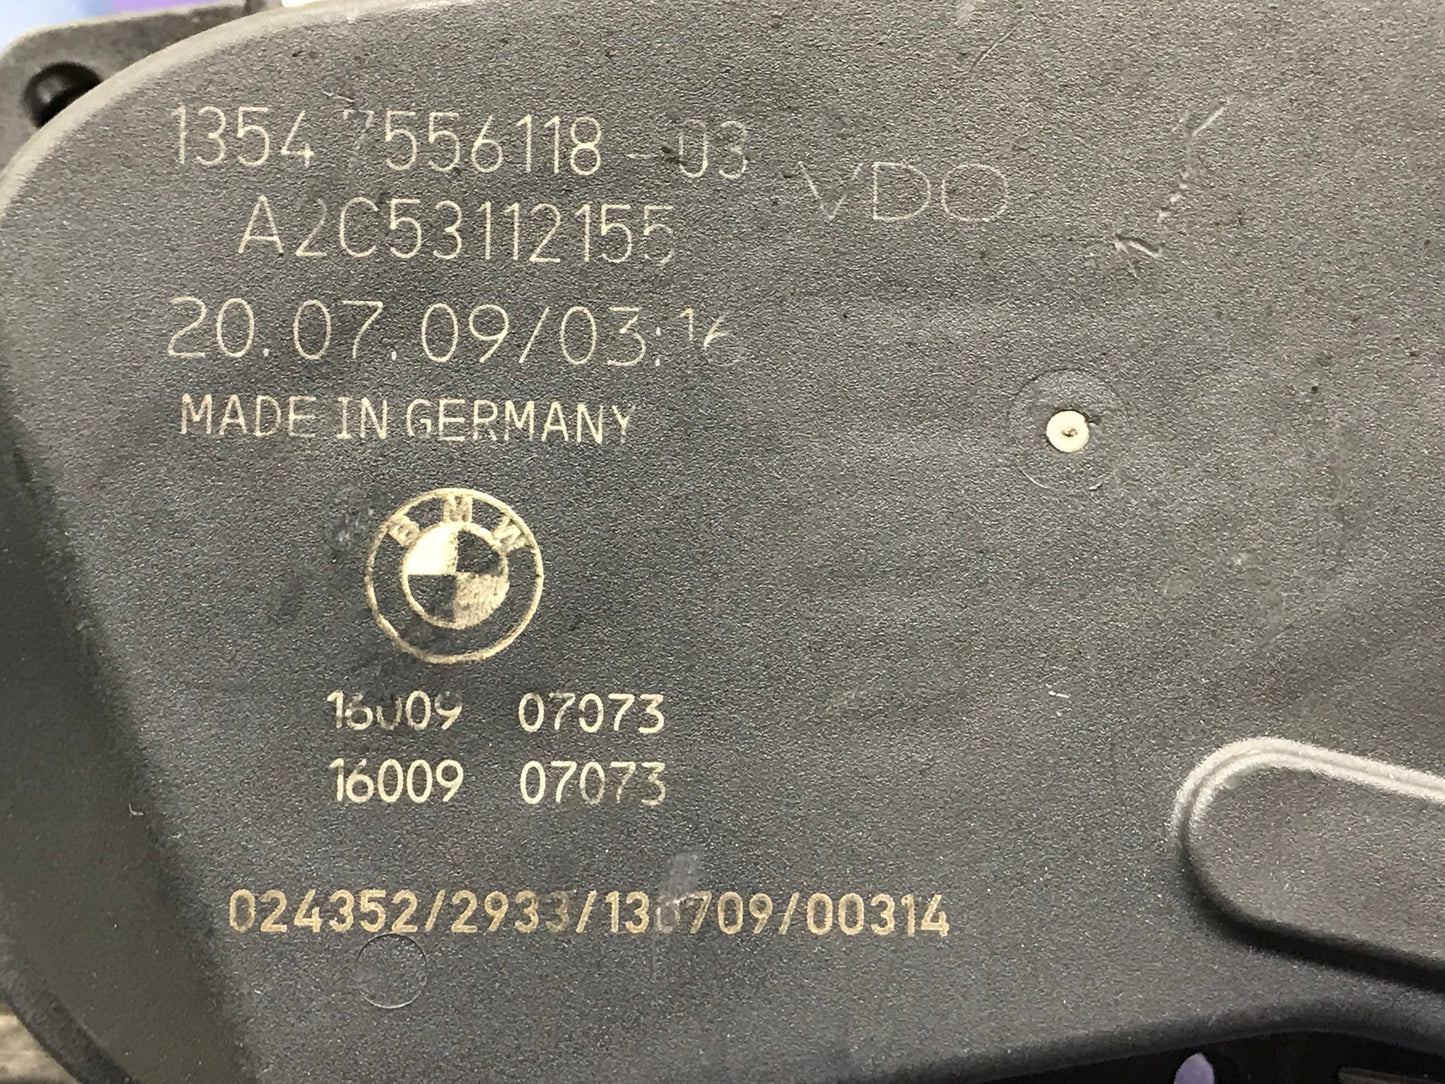 1354 7556118 - 03
VDO
A2C53112155
20.07.09/03:16
MADE IN GERMANY
BMW
16009 07073
16009 07073
024352/2933/130709/00314